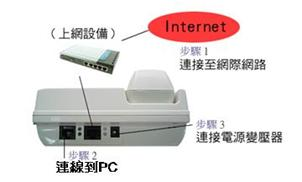 Internet
(上網設備)
步驟 1
連接至網際網路
步驟 3
連接電源變壓器
步驟 2
連線到PC